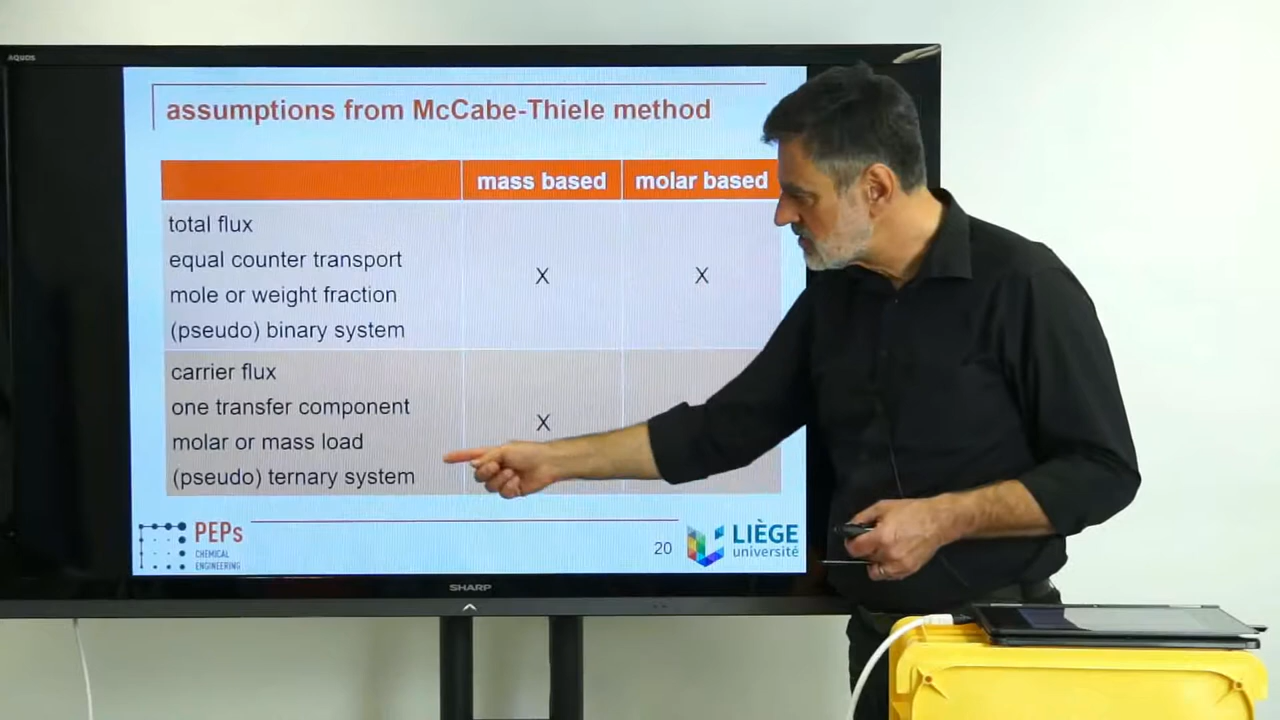 AQUOS
assumptions from McCabe-Thiele method
mass based
molar based
total flux
equal counter transport
mole or weight fraction
(pseudo) binary system
X
X
carrier flux
one transfer component
molar or mass load
(pseudo) ternary system
X
PEPs
CHEMICAL
ENGINEERING
20
LIÈGE
université
SHARP